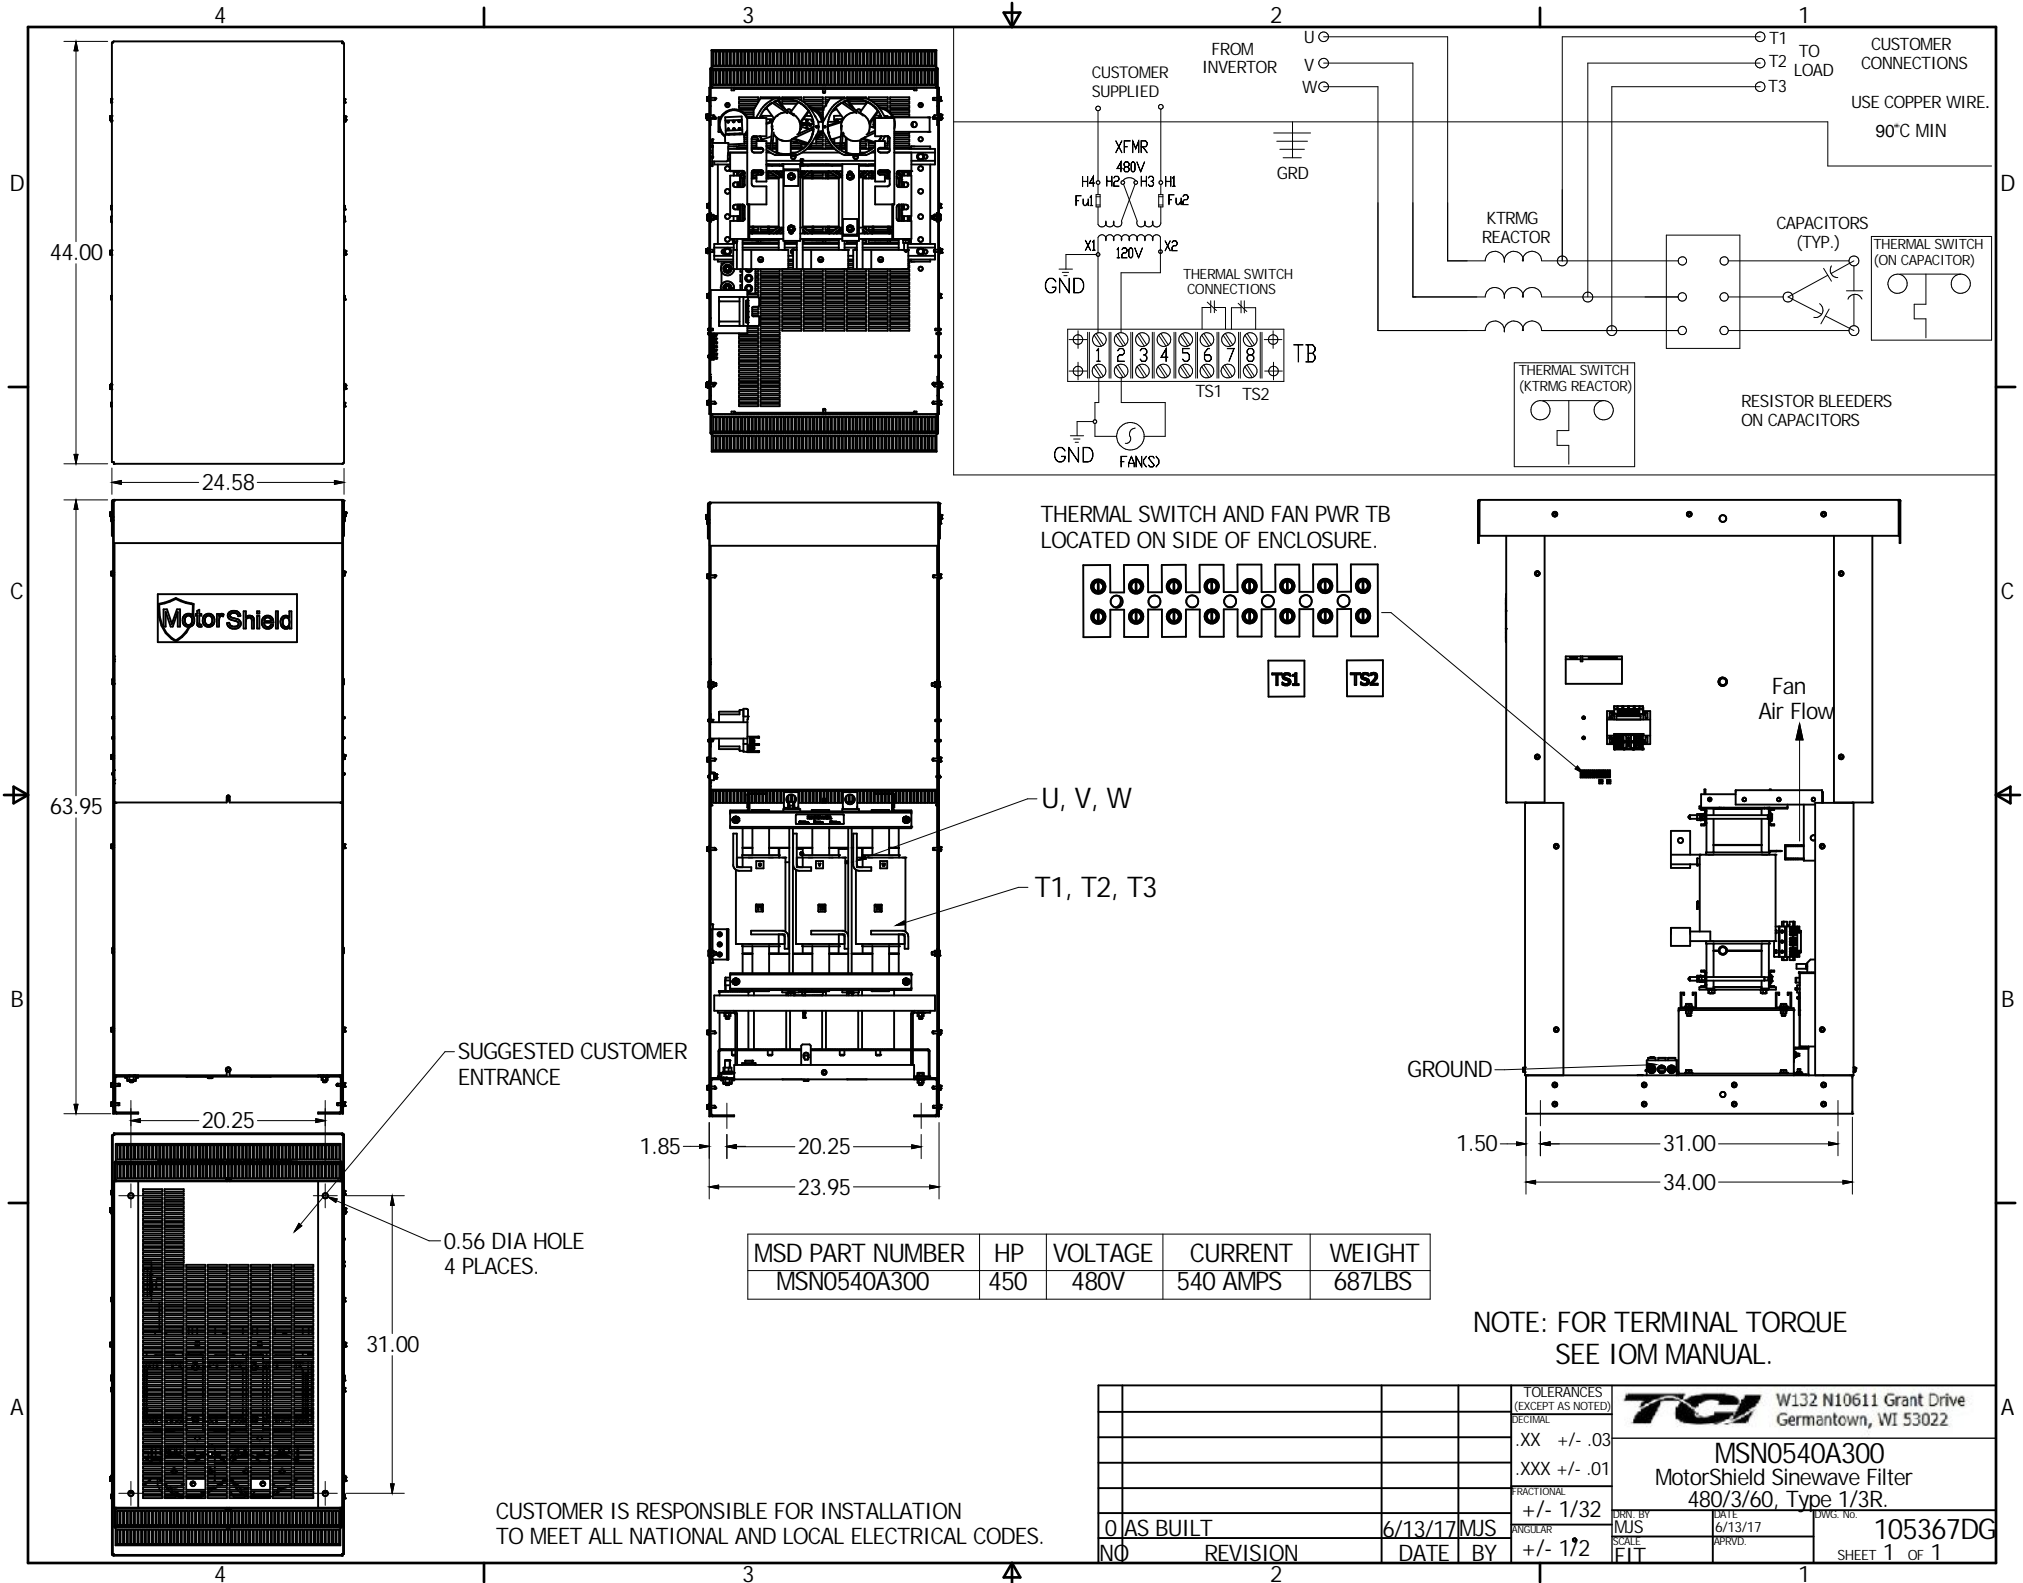 4
3
2
1
D
C
B
A
D
C
B
A
4
3
2
1
44.00
24.58
FROM
INVERTOR
U
V
W
T1
T2
T3
TO
LOAD
CUSTOMER
CONNECTIONS
USE COPPER WIRE.
90°C MIN
CUSTOMER
SUPPLIED
GRD
XFMR
480V
H4
H2
H3
H1
Fu1
Fu2
X1
X2
120V
GND
THERMAL SWITCH
CONNECTIONS
1 2 3 4 5 6 7 8
TB
TS1
TS2
GND
FAN(S)
KTRMG
REACTOR
CAPACITORS
(TYP.)
THERMAL SWITCH
(ON CAPACITOR)
THERMAL SWITCH
(KTRMG REACTOR)
RESISTOR BLEEDERS
ON CAPACITORS
MotorShield
63.95
20.25
THERMAL SWITCH AND FAN PWR TB
LOCATED ON SIDE OF ENCLOSURE.
TS1
TS2
Fan
Air Flow
U, V, W
T1, T2, T3
GROUND
SUGGESTED CUSTOMER
ENTRANCE
1.85
20.25
23.95
1.50
31.00
34.00
0.56 DIA HOLE
4 PLACES.
31.00
MSD PART NUMBER HP VOLTAGE CURRENT WEIGHT
MSN0540A300 450 480V 540 AMPS 687LBS
NOTE: FOR TERMINAL TORQUE
SEE IOM MANUAL.
CUSTOMER IS RESPONSIBLE FOR INSTALLATION
TO MEET ALL NATIONAL AND LOCAL ELECTRICAL CODES.
0 AS BUILT 6/13/17 MJS
NO REVISION DATE BY
TOLERANCES
(EXCEPT AS NOTED)
DECIMAL
.XX +/- .03
.XXX +/- .01
FRACTIONAL
+/- 1/32
ANGULAR
+/- 1/2°
TCI
W132 N10611 Grant Drive
Germantown, WI 53022
MSN0540A300
MotorShield Sinewave Filter
480/3/60, Type 1/3R.
DRN. BY
MJS
DATE
6/13/17
DWG. No.
105367DG
SCALE
FIT
APRVD.
SHEET 1 OF 1